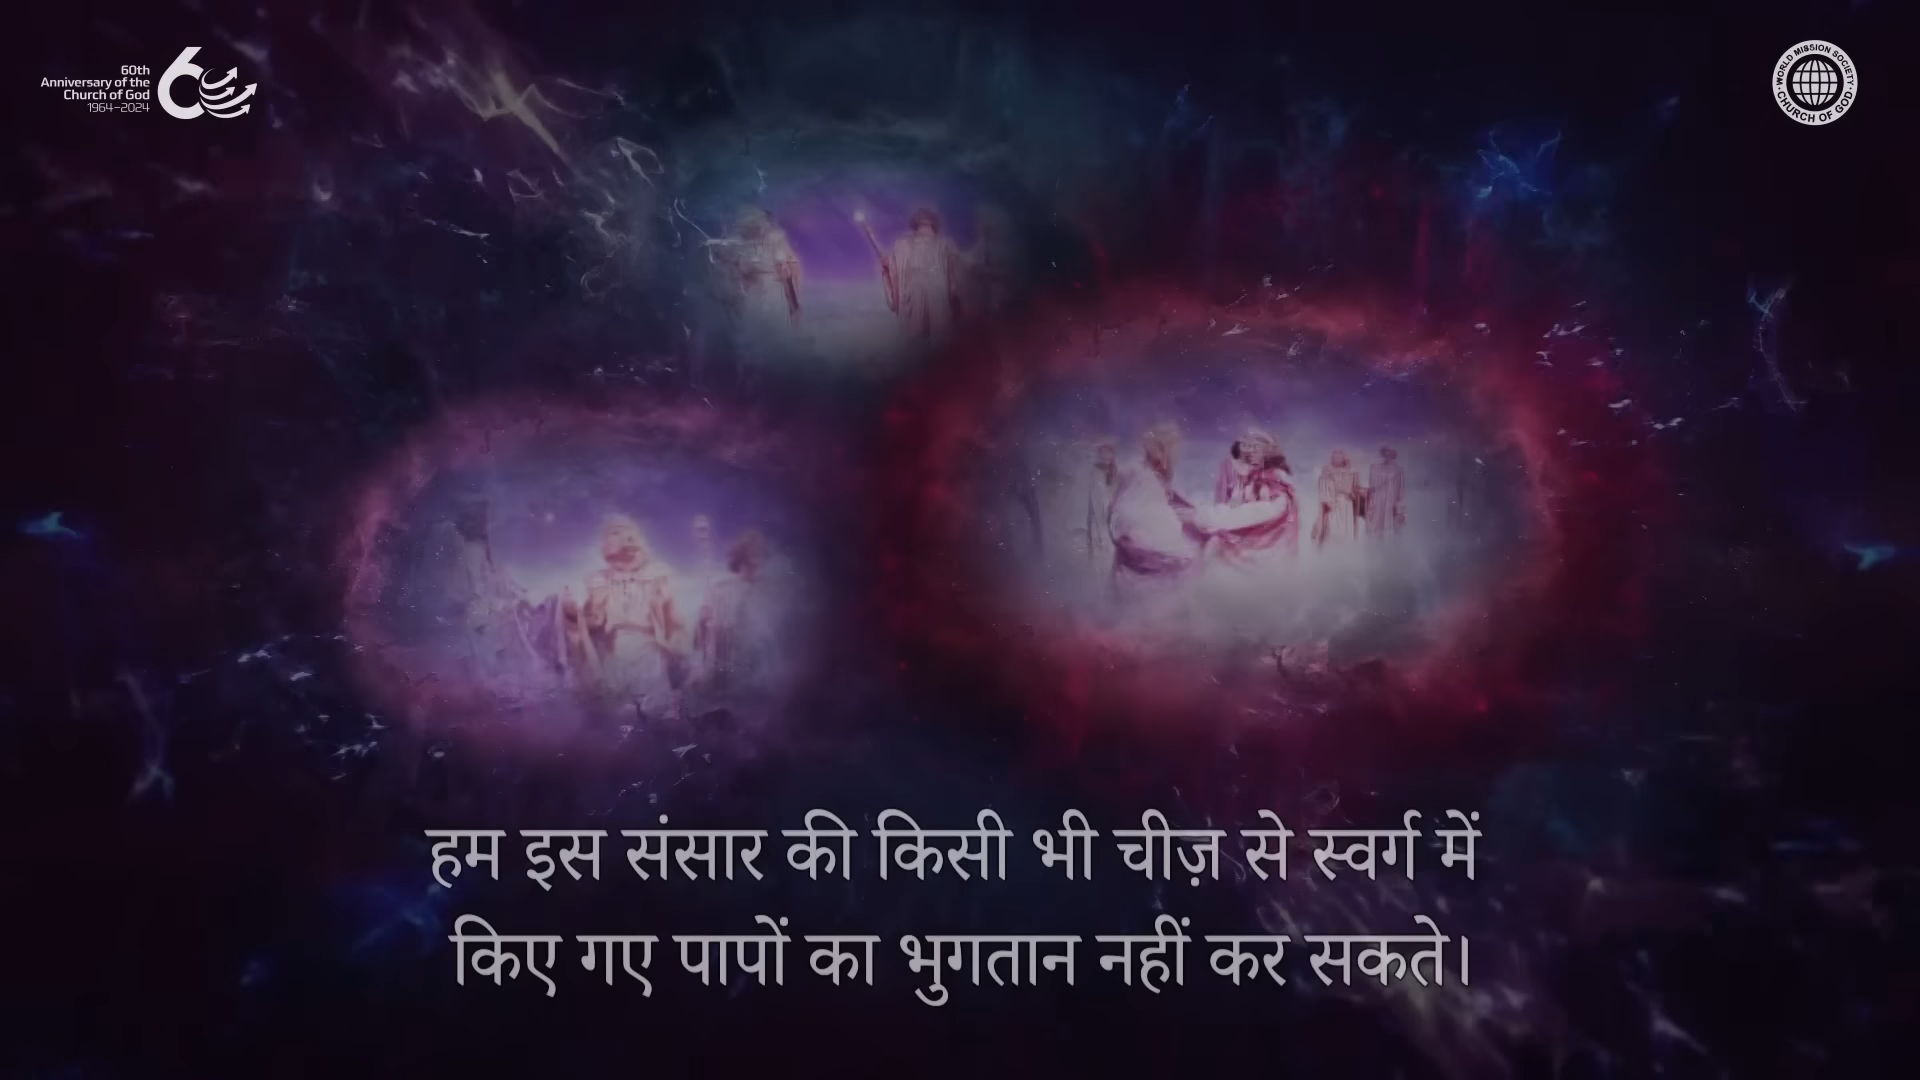 60th
Anniversary of the
Church of God
1964–2024
60
WORLD MISSION SOCIETY
CHURCH OF GOD
हम इस संसार की किसी भी चीज़ से स्वर्ग में
किए गए पापों का भुगतान नहीं कर सकते।